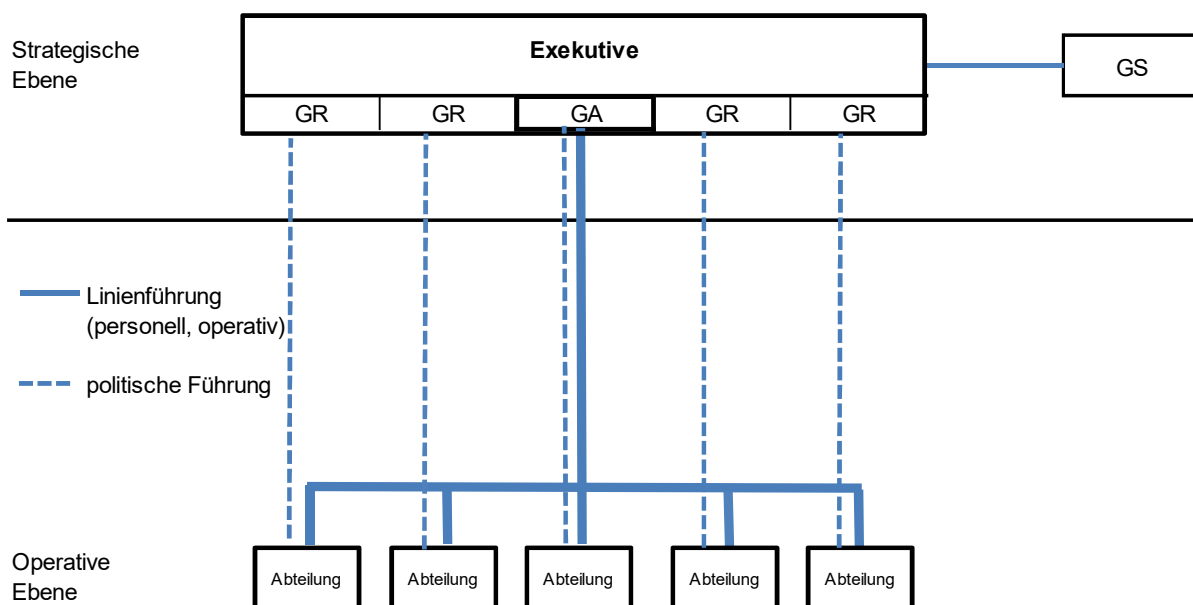 Strategische
Ebene
Exekutive
GS
GR
GR
GA
GR
GR
Linienführung
(personell, operativ)
politische Führung
Operative
Ebene
Abteilung
Abteilung
Abteilung
Abteilung
Abteilung